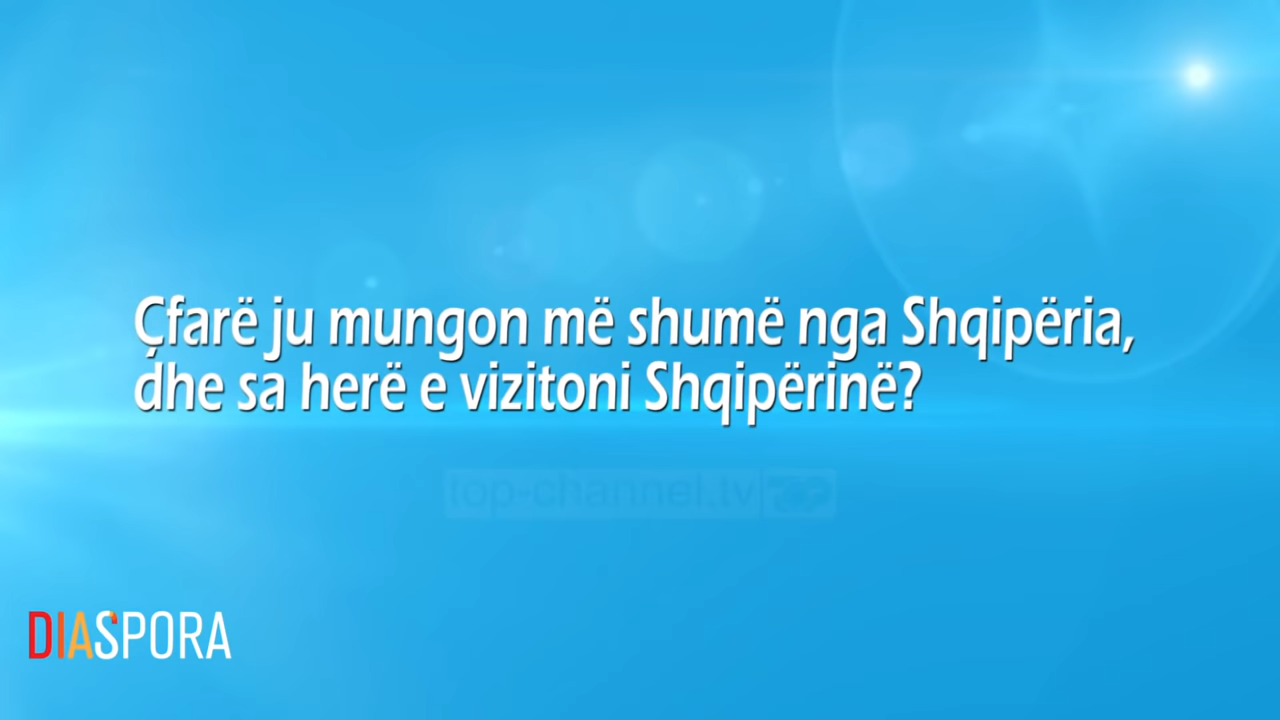 Çfarë ju mungon më shumë nga Shqipëria,
dhe sa herë e vizitoni Shqipërinë?
top-channel.tv
DIASPORA